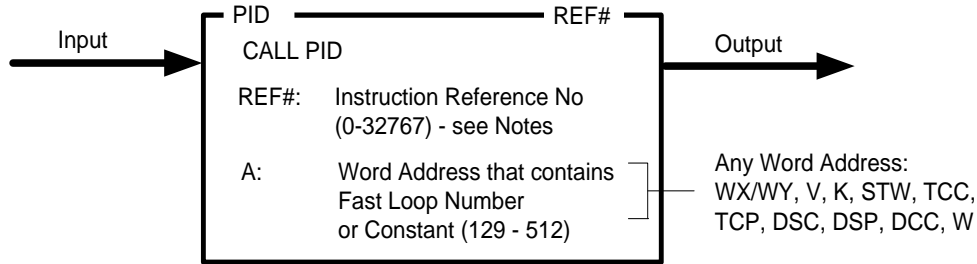 PID REF#
Input
CALL PID
Output
REF#: Instruction Reference No
(0-32767) - see Notes
A: Word Address that contains
Fast Loop Number
or Constant (129 - 512)
Any Word Address:
WX/WY, V, K, STW, TCC,
TCP, DSC, DSP, DCC, W